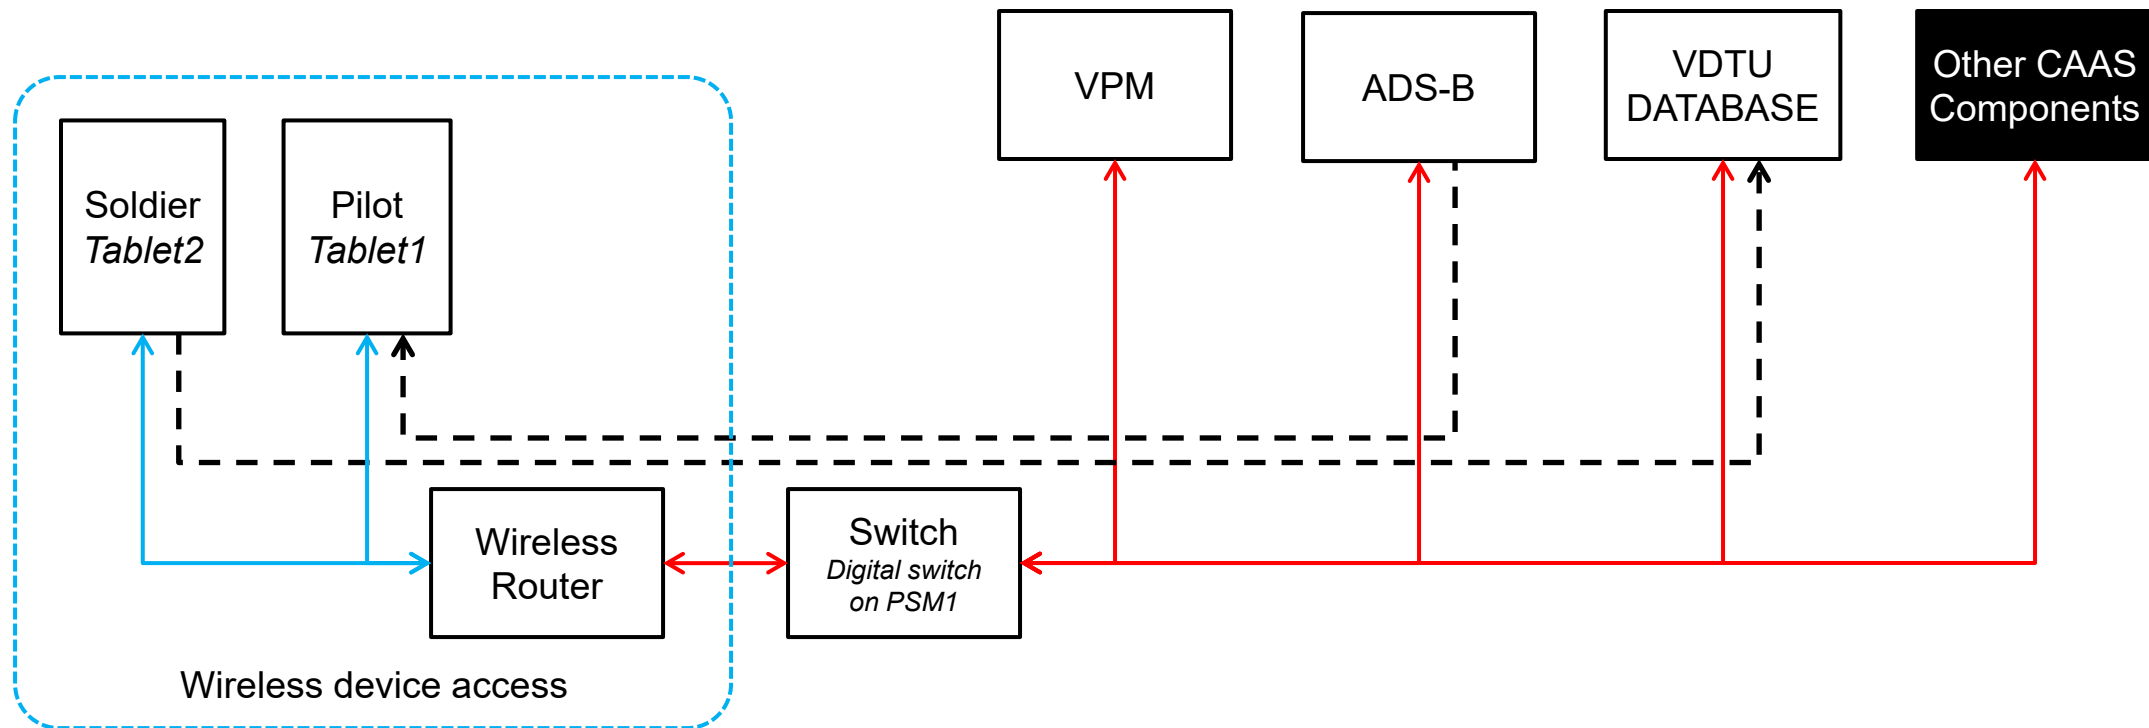 VPM
ADS-B
VDTU
DATABASE
Other CAAS
Components
Soldier
Tablet2
Pilot
Tablet1
Wireless
Router
Switch
Digital switch
on PSM1
Wireless device access